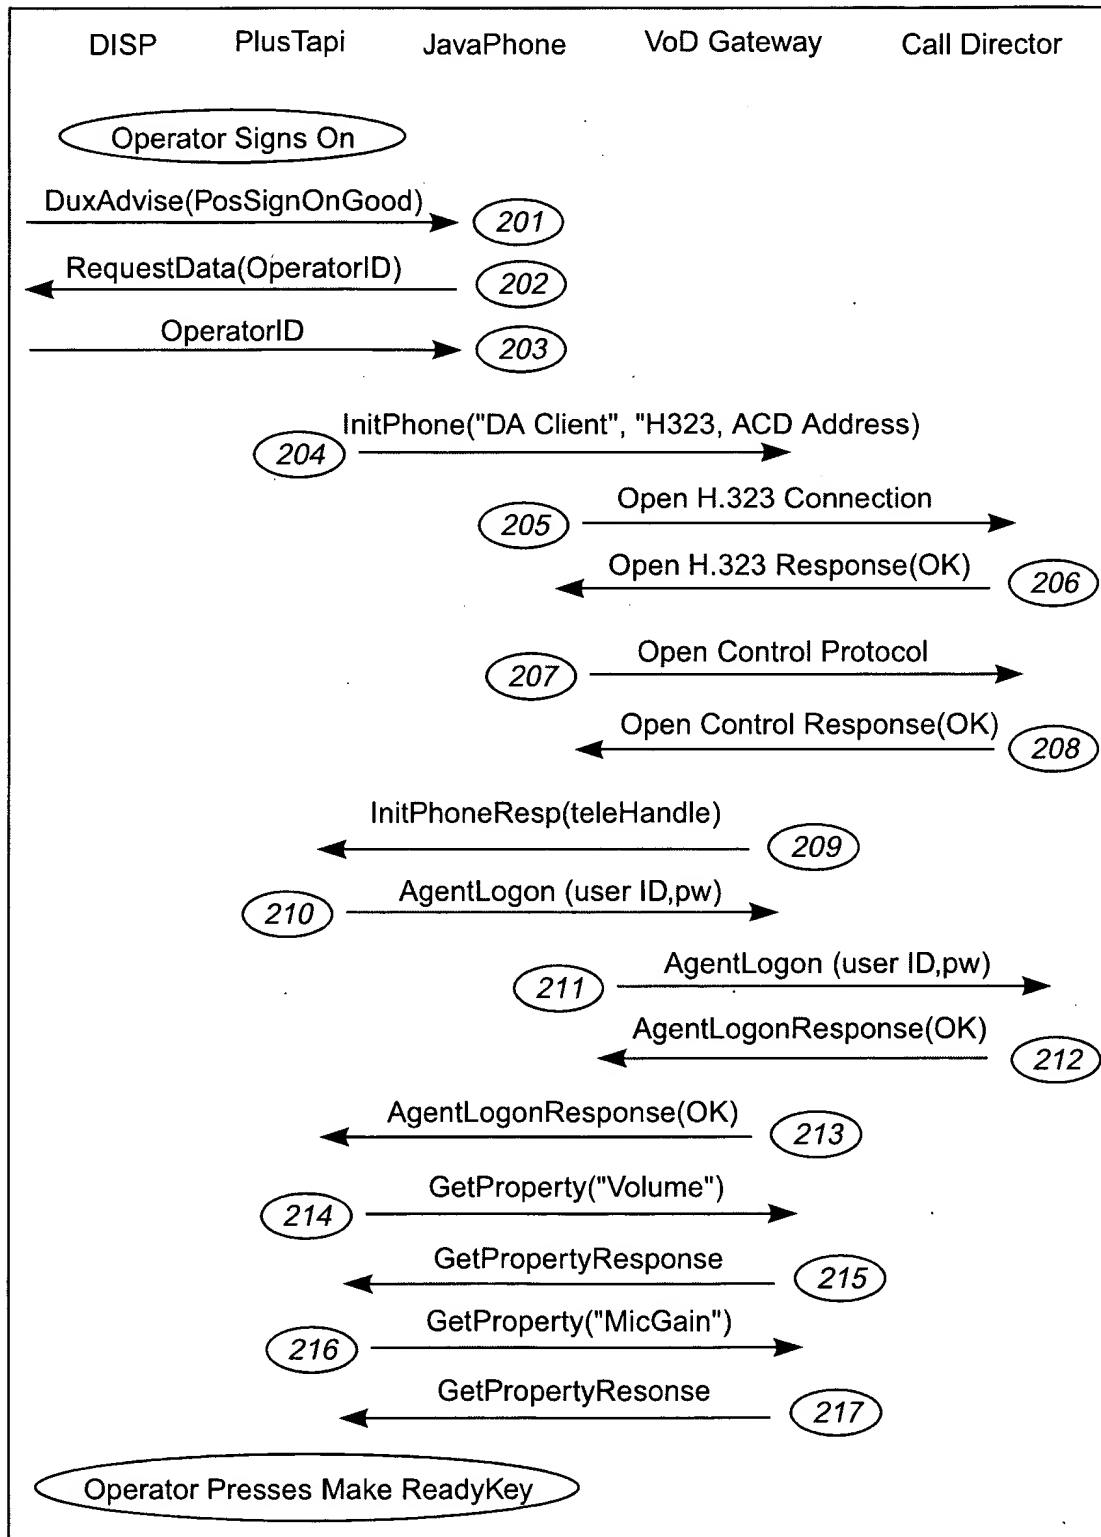 DISP PlusTapi JavaPhone VoD Gateway Call Director
Operator Signs On
DuxAdvise(PosSignOnGood) 201
RequestData(OperatorID) 202
OperatorID 203
InitPhone("DA Client", "H323, ACD Address)
204
Open H.323 Connection
205
Open H.323 Response(OK) 206
Open Control Protocol
207
Open Control Response(OK) 208
InitPhoneResp(teleHandle) 209
210 AgentLogon (user ID,pw)
211 AgentLogon (user ID,pw)
AgentLogonResponse(OK) 212
AgentLogonResponse(OK) 213
214 GetProperty("Volume")
GetPropertyResponse 215
216 GetProperty("MicGain")
GetPropertyResonse 217
Operator Presses Make ReadyKey